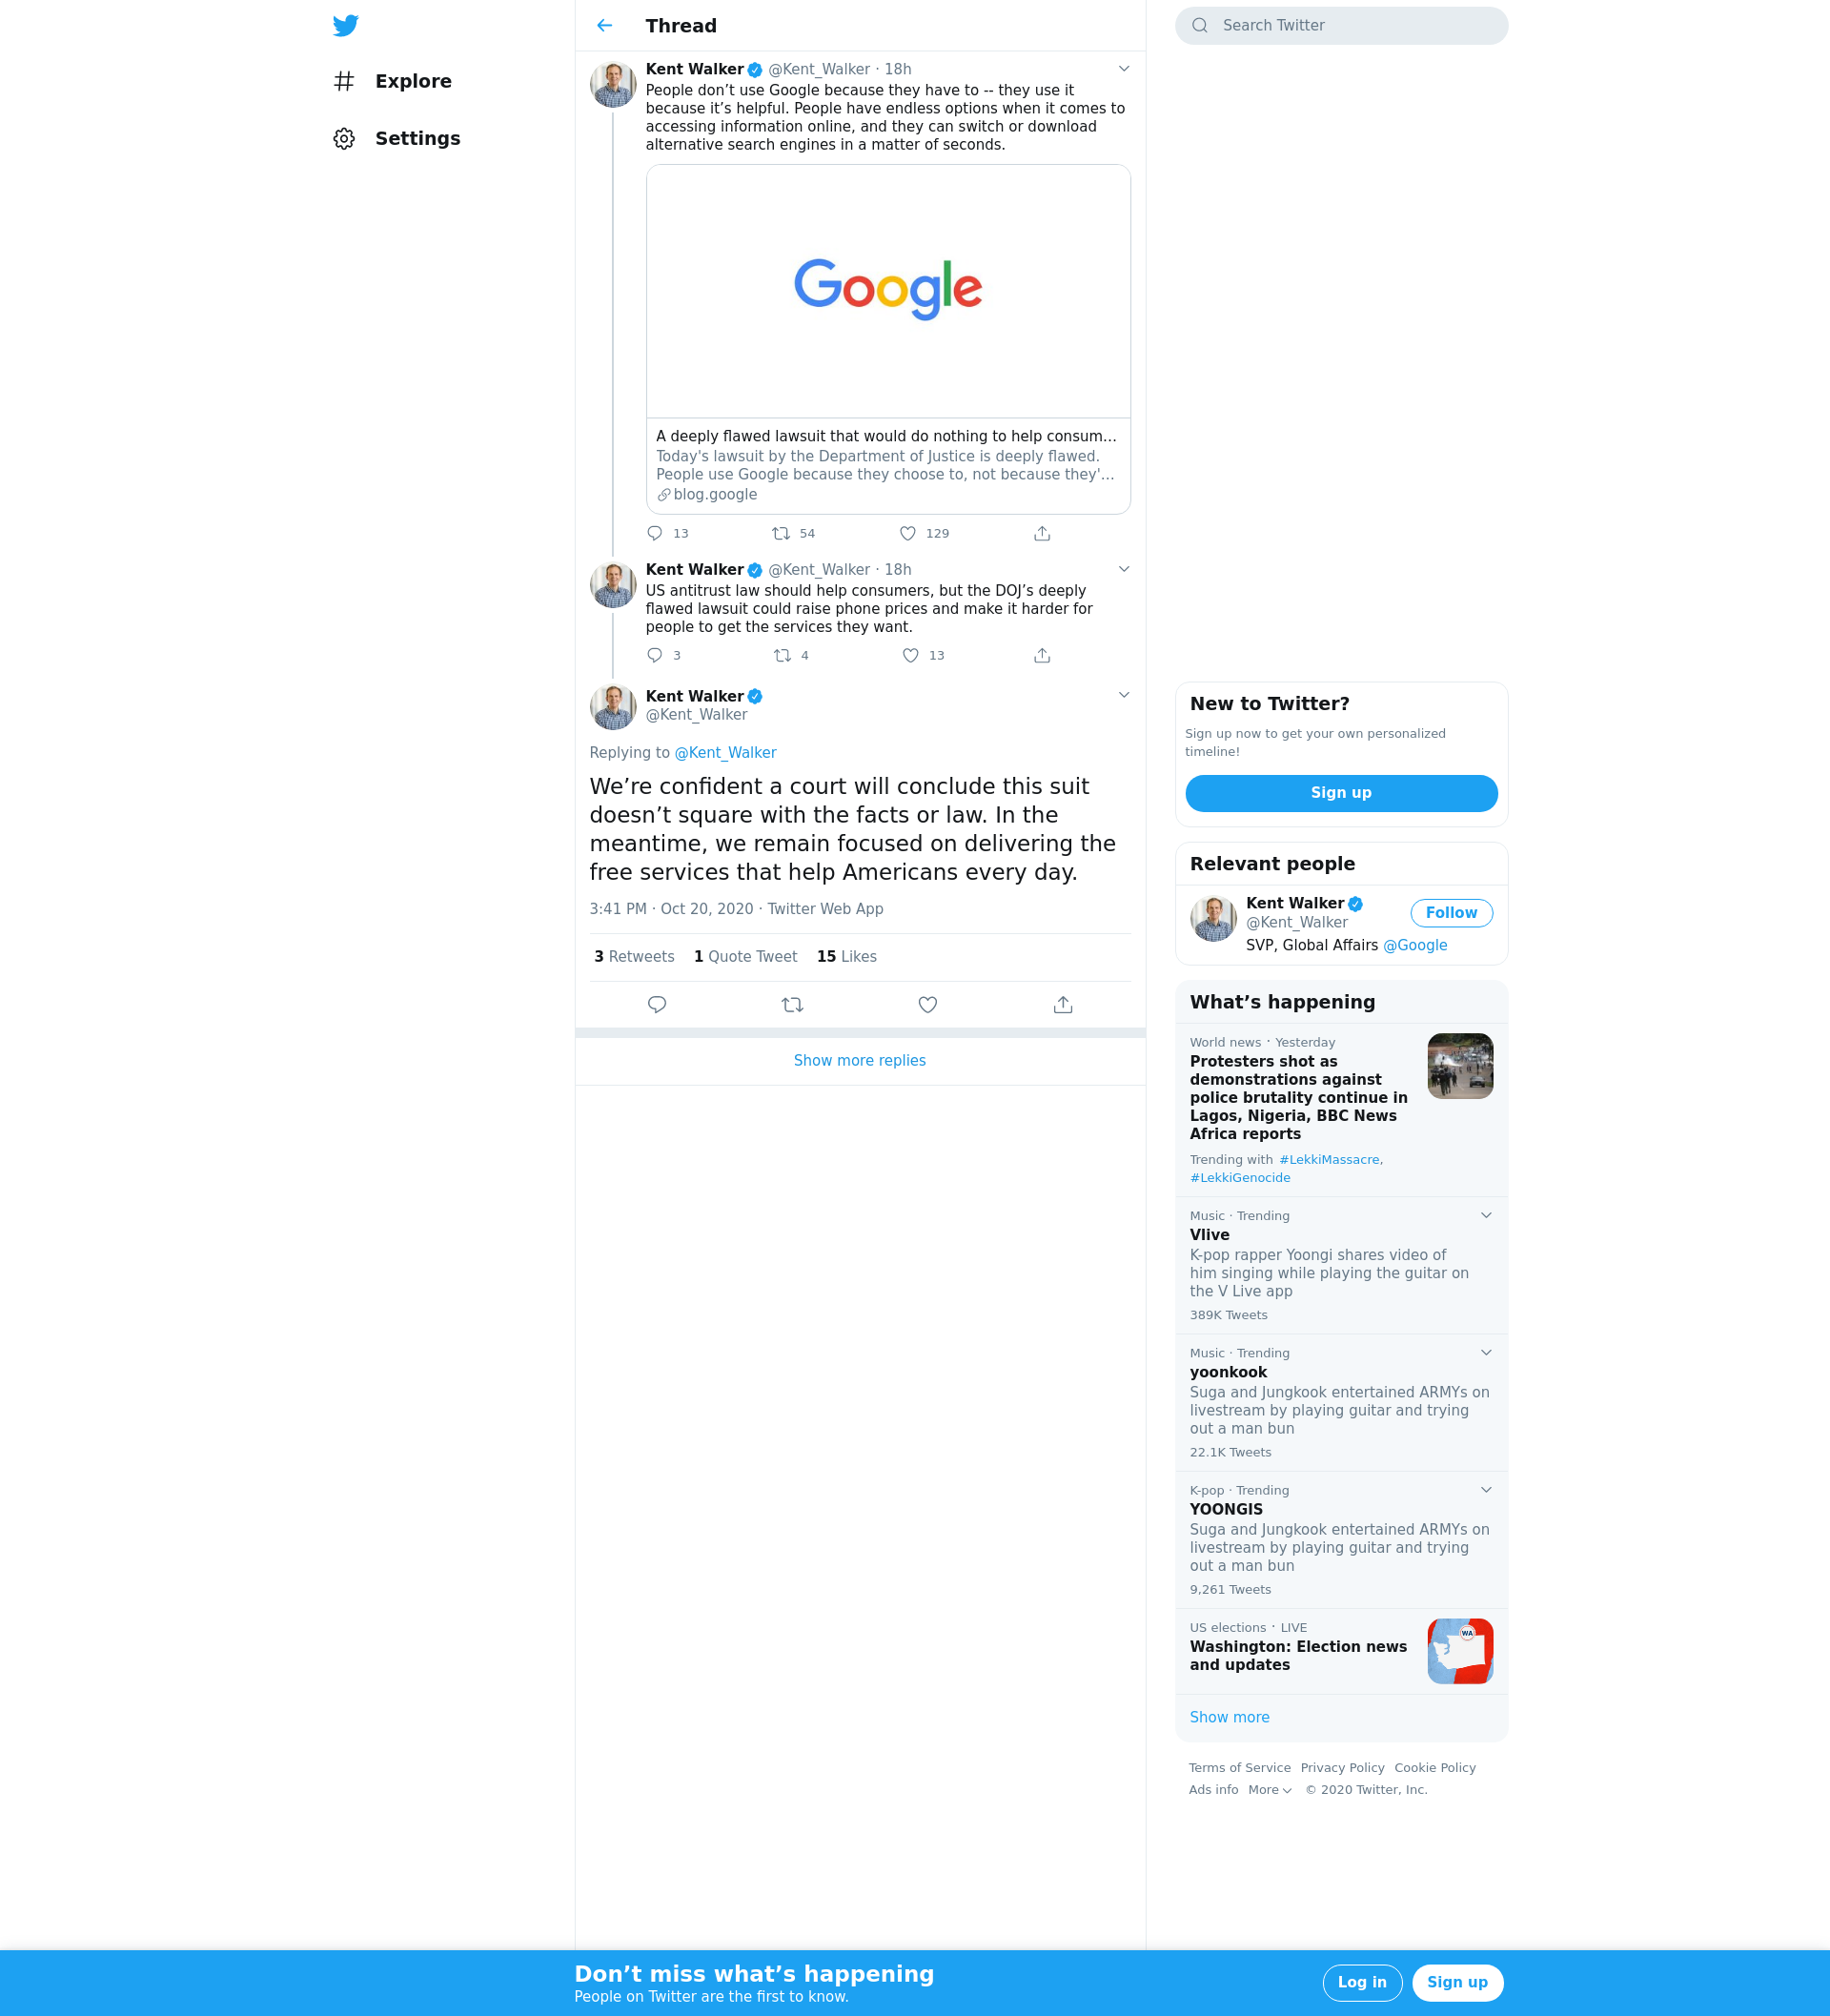 Explore
Settings
Thread
Kent Walker @Kent_Walker · 18h
People don’t use Google because they have to -- they use it
because it’s helpful. People have endless options when it comes to
accessing information online, and they can switch or download
alternative search engines in a matter of seconds.
Google
A deeply flawed lawsuit that would do nothing to help consum...
Today's lawsuit by the Department of Justice is deeply flawed.
People use Google because they choose to, not because they'...
blog.google
13 54 129
Kent Walker @Kent_Walker · 18h
US antitrust law should help consumers, but the DOJ’s deeply
flawed lawsuit could raise phone prices and make it harder for
people to get the services they want.
3 4 13
Kent Walker
@Kent_Walker
Replying to @Kent_Walker
We’re confident a court will conclude this suit
doesn’t square with the facts or law. In the
meantime, we remain focused on delivering the
free services that help Americans every day.
3:41 PM · Oct 20, 2020 · Twitter Web App
3 Retweets 1 Quote Tweet 15 Likes
Show more replies
Search Twitter
New to Twitter?
Sign up now to get your own personalized
timeline!
Sign up
Relevant people
Kent Walker
@Kent_Walker
Follow
SVP, Global Affairs @Google
What’s happening
World news · Yesterday
Protesters shot as
demonstrations against
police brutality continue in
Lagos, Nigeria, BBC News
Africa reports
Trending with #LekkiMassacre,
#LekkiGenocide
Music · Trending
Vlive
K-pop rapper Yoongi shares video of
him singing while playing the guitar on
the V Live app
389K Tweets
Music · Trending
yoonkook
Suga and Jungkook entertained ARMYs on
livestream by playing guitar and trying
out a man bun
22.1K Tweets
K-pop · Trending
YOONGIS
Suga and Jungkook entertained ARMYs on
livestream by playing guitar and trying
out a man bun
9,261 Tweets
US elections · LIVE
Washington: Election news
and updates
WA
Show more
Terms of Service Privacy Policy Cookie Policy
Ads info More © 2020 Twitter, Inc.
Don’t miss what’s happening
People on Twitter are the first to know.
Log in
Sign up